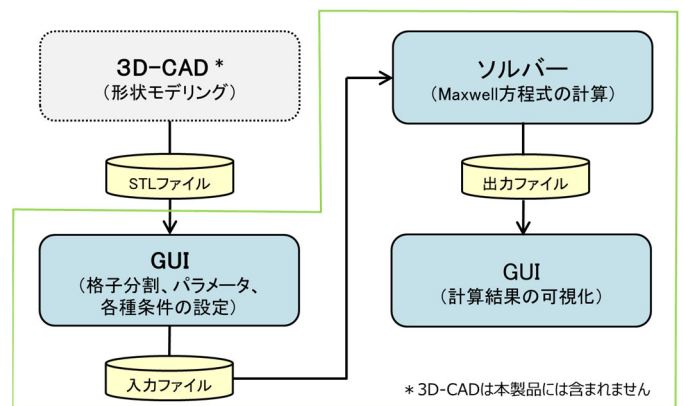 3D-CAD *
（形状モデリング）
STLファイル
GUI
（格子分割、パラメータ、
各種条件の設定）
入力ファイル
ソルバー
（Maxwell方程式の計算）
出力ファイル
GUI
（計算結果の可視化）
* 3D-CADは本製品には含まれません